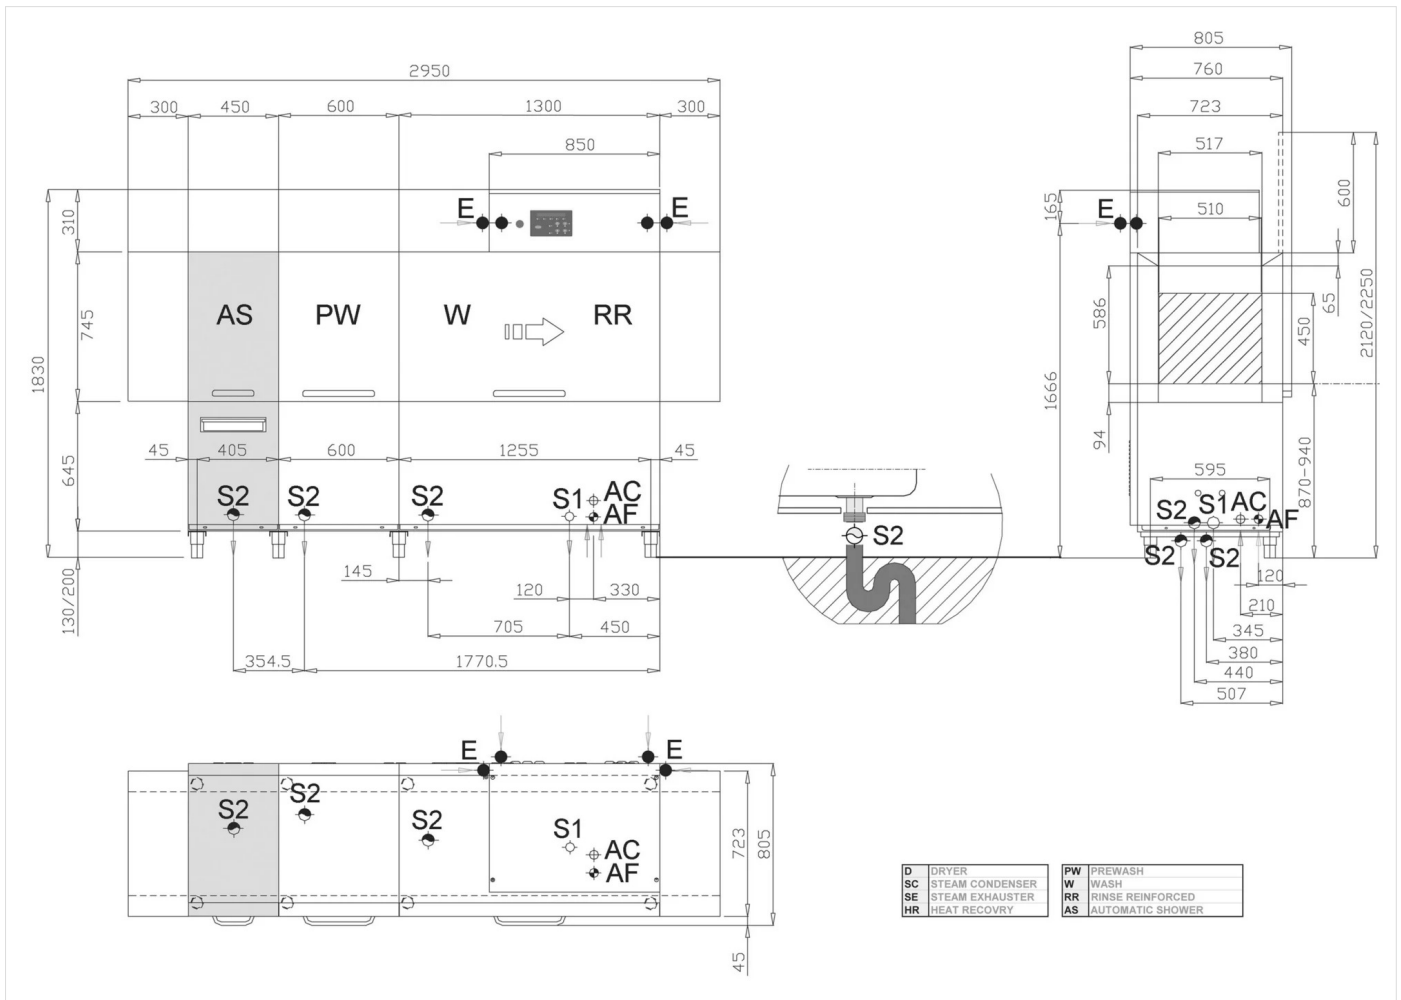 2950
300 450 600 1300 300
850
E E
310
AS PW W RR
745
1830
45 405 600 1255 45
645
S2 S2 S2 S1 AC
AF
130/200
145 120 330
705 450
354.5 1770.5
S2
805
760
723
517
600
165
510
E
586
65
450
2120/2250
1666
94
870-940
595
S2 S1 AC
AF
S2 S2
120
210
345
380
440
507
E E
S2 S2 S2 S1
AC
AF
723
805
45
D DRYER
SC STEAM CONDENSER
SE STEAM EXHAUSTER
HR HEAT RECOVRY
PW PREWASH
W WASH
RR RINSE REINFORCED
AS AUTOMATIC SHOWER